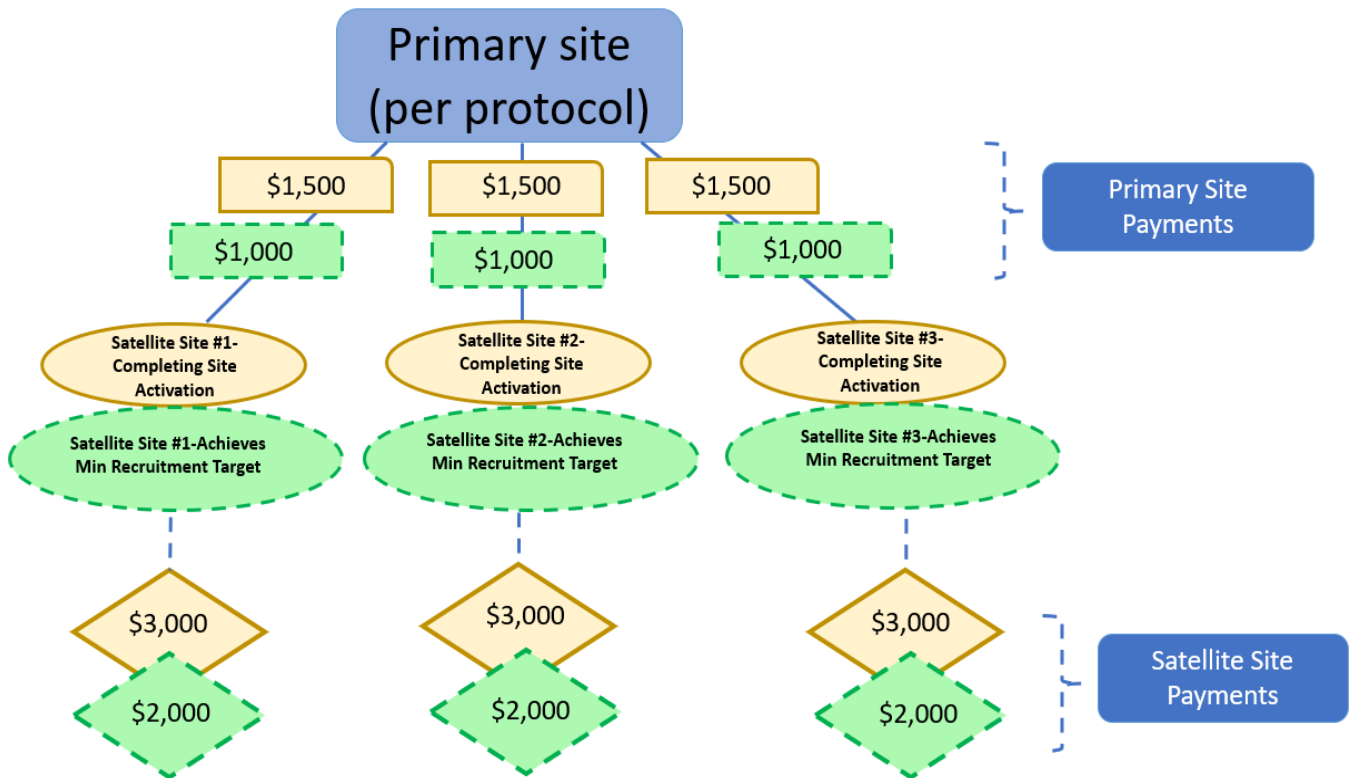 Primary site
(per protocol)
$1,500
$1,500
$1,500
Primary Site
Payments
$1,000
$1,000
$1,000
Satellite Site #1-
Completing Site
Activation
Satellite Site #2-
Completing Site
Activation
Satellite Site #3-
Completing Site
Activation
Satellite Site #1-Achieves
Min Recruitment Target
Satellite Site #2-Achieves
Min Recruitment Target
Satellite Site #3-Achieves
Min Recruitment Target
$3,000
$3,000
$3,000
Satellite Site
Payments
$2,000
$2,000
$2,000